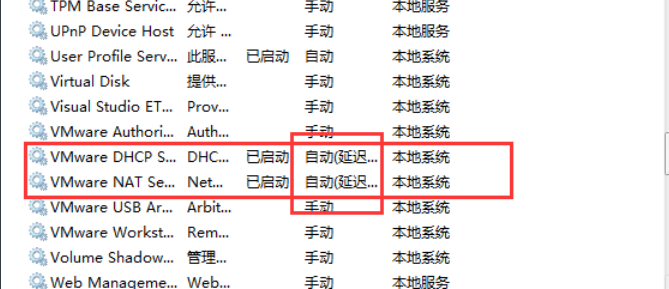 TPM Base Servic... 允许 ... 手动 本地服务
UPnP Device Host 允许 ... 手动 本地服务
User Profile Serv... 此服... 已启动 自动 本地系统
Virtual Disk 提供... 手动 本地系统
Visual Studio ET... Prov... 手动 本地系统
VMware Authori... Auth... 手动 本地系统
VMware DHCP S... DHC... 已启动 自动(延迟... 本地系统
VMware NAT Se... Net... 已启动 自动(延迟... 本地系统
VMware USB Ar... Arbit... 手动 本地系统
VMware Workst... Rem... 手动 本地系统
Volume Shadow... 管理... 手动 本地系统
Web Manageme... Web... 手动 本地服务